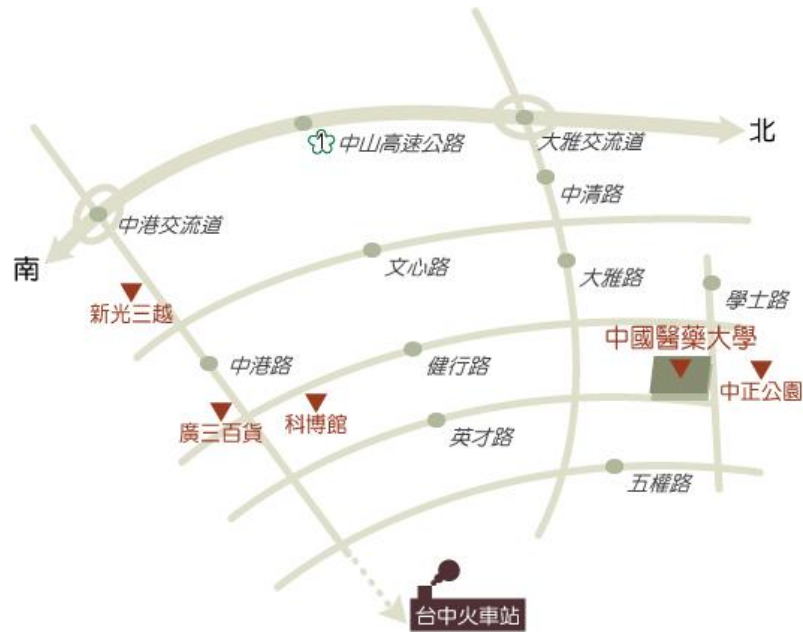 北
1
中山高速公路
大雅交流道
中清路
中港交流道
南
文心路
大雅路
學士路
新光三越
中國醫藥大學
中港路
健行路
中正公園
廣三百貨
科博館
英才路
五權路
台中火車站